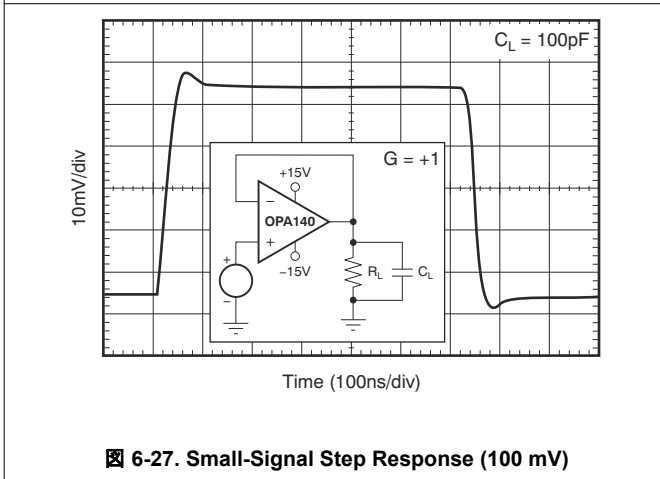 C_L = 100pF
10mV/div
G = +1
+15V
−
OPA140
+
−15V
+
−
R_L
C_L
Time (100ns/div)
図 6-27. Small-Signal Step Response (100 mV)